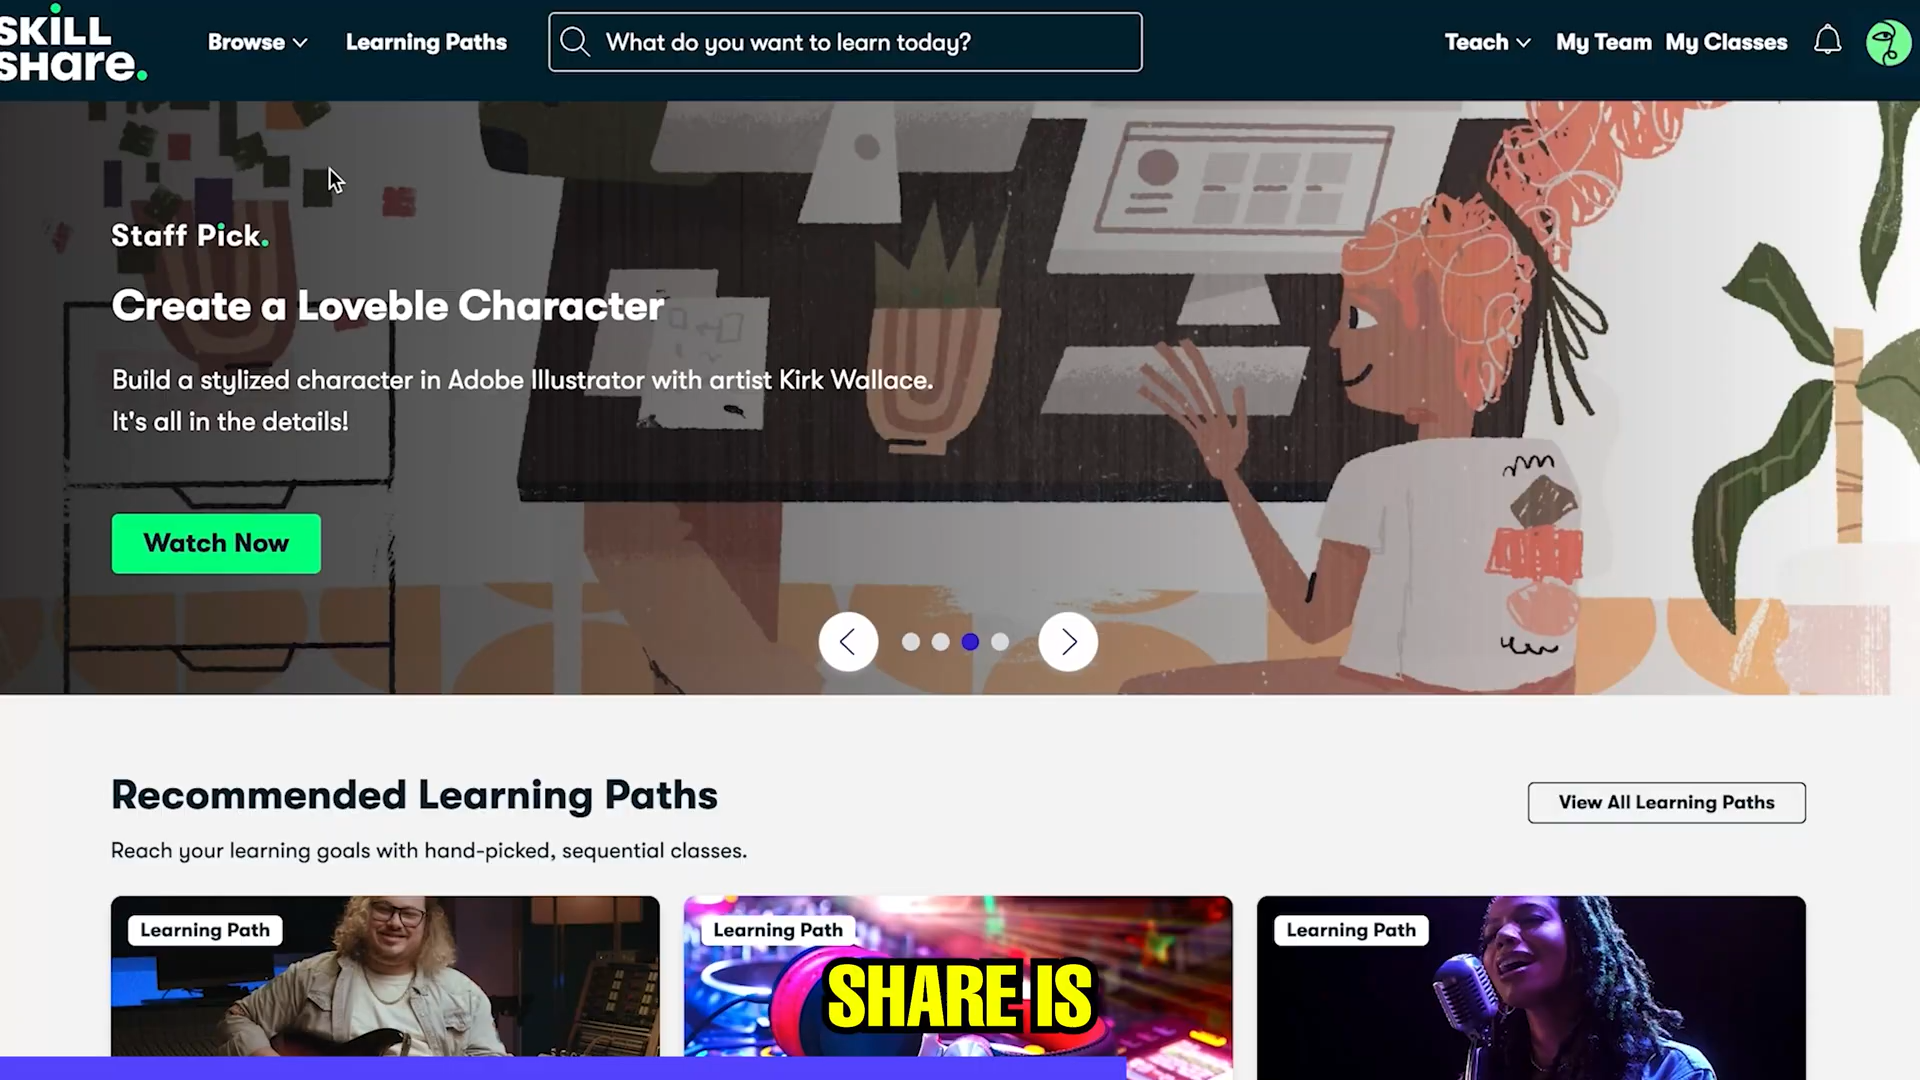 SKILL
SHare.
Browse
Learning Paths
What do you want to learn today?
Teach
My Team
My Classes
Staff Pick.
Create a Loveble Character
Build a stylized character in Adobe Illustrator with artist Kirk Wallace.
It's all in the details!
Watch Now
Recommended Learning Paths
View All Learning Paths
Reach your learning goals with hand-picked, sequential classes.
Learning Path
Learning Path
Learning Path
SHARE IS